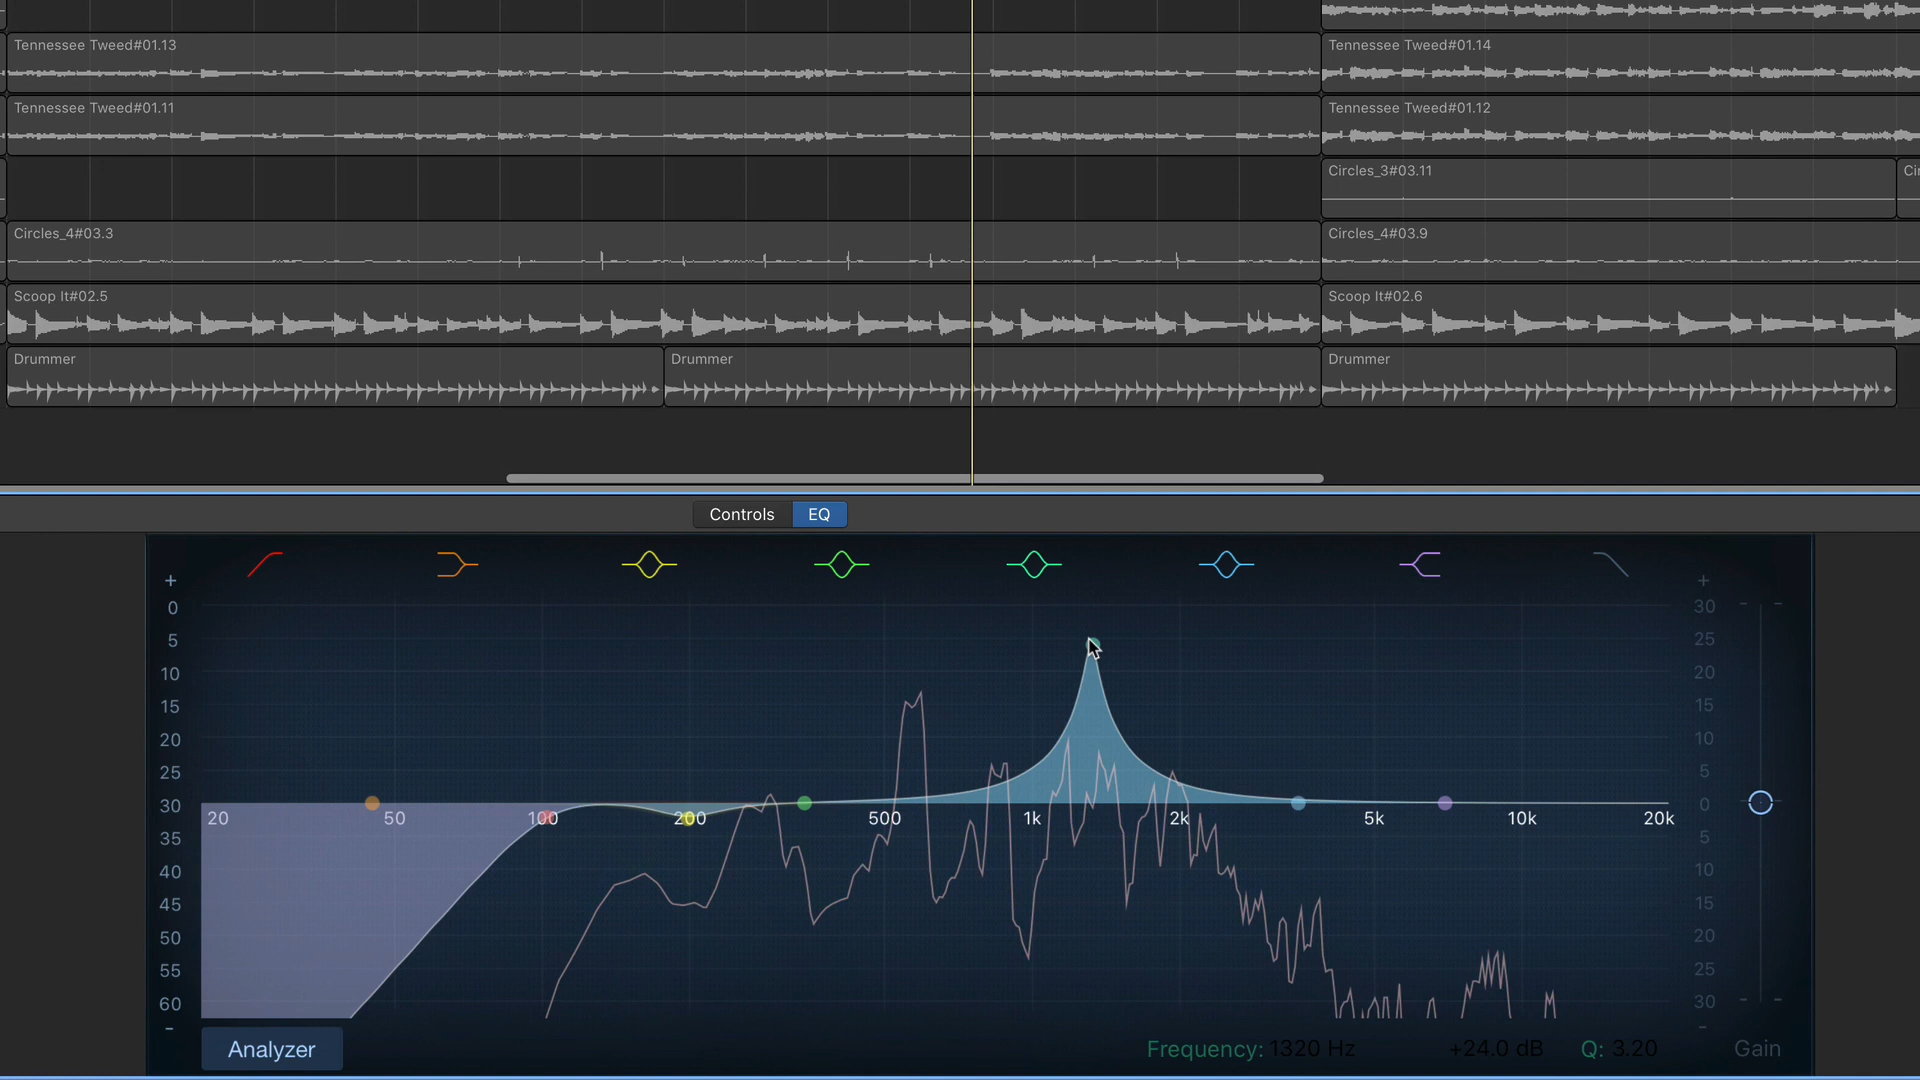 Tennessee Tweed#01.13
Tennessee Tweed#01.14
Tennessee Tweed#01.11
Tennessee Tweed#01.12
Circles_3#03.11
Cir
Circles_4#03.3
Circles_4#03.9
Scoop It#02.5
Scoop It#02.6
Drummer
Drummer
Drummer
Controls EQ
+ +
0 30
5 25
10 20
15 15
20 10
25 5
30 0
20 50 100 200 500 1k 2k 5k 10k 20k
35 5
40 10
45 15
50 20
55 25
60 30
- -
Analyzer
Frequency: 1320 Hz +24.0 dB Q: 3.20 Gain